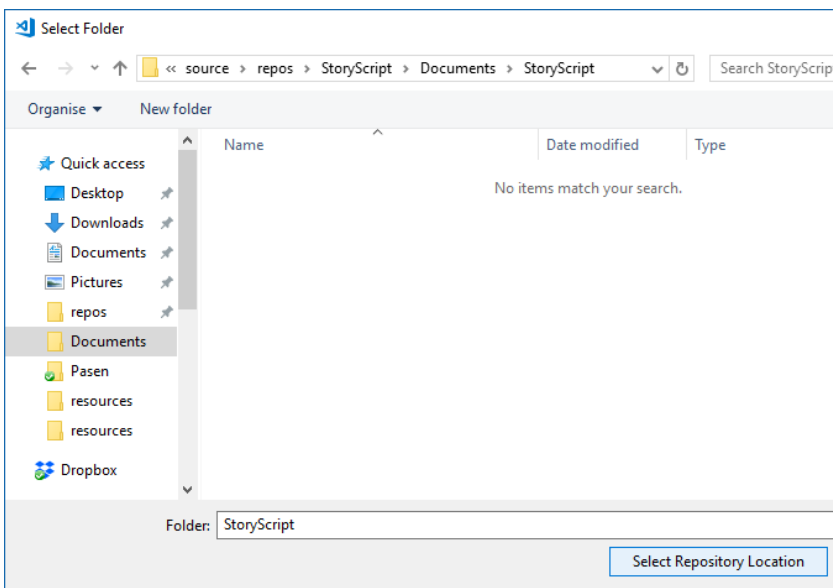 Select Folder
« source › repos › StoryScript › Documents › StoryScript
Search StoryScrip
Organise
New folder
Name
Date modified
Type
No items match your search.
Quick access
Desktop
Downloads
Documents
Pictures
repos
Documents
Pasen
resources
resources
Dropbox
Folder: StoryScript
Select Repository Location